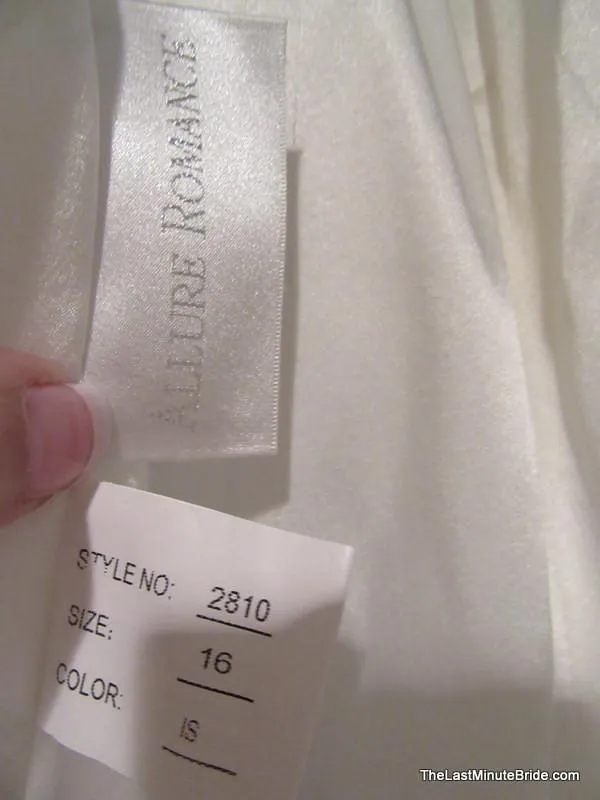 ALLURE ROMANCE
STYLE NO: 2810
SIZE: 16
COLOR: IS
TheLastMinuteBride.com